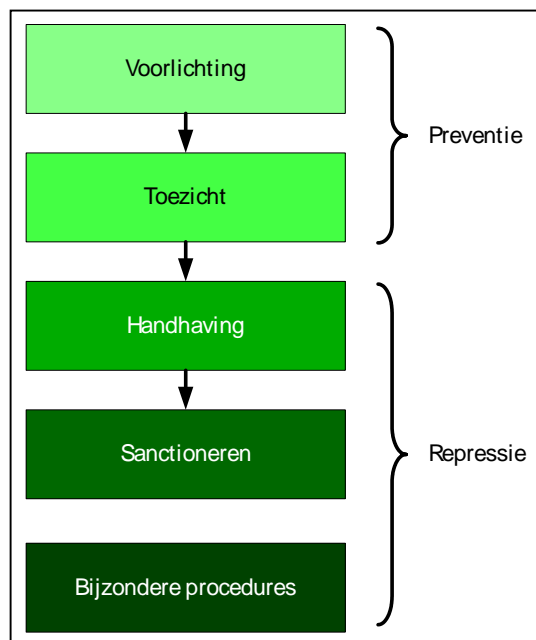 Voorlichting
Preventie
Toezicht
Handhaving
Sanctioneren
Repressie
Bijzondere procedures